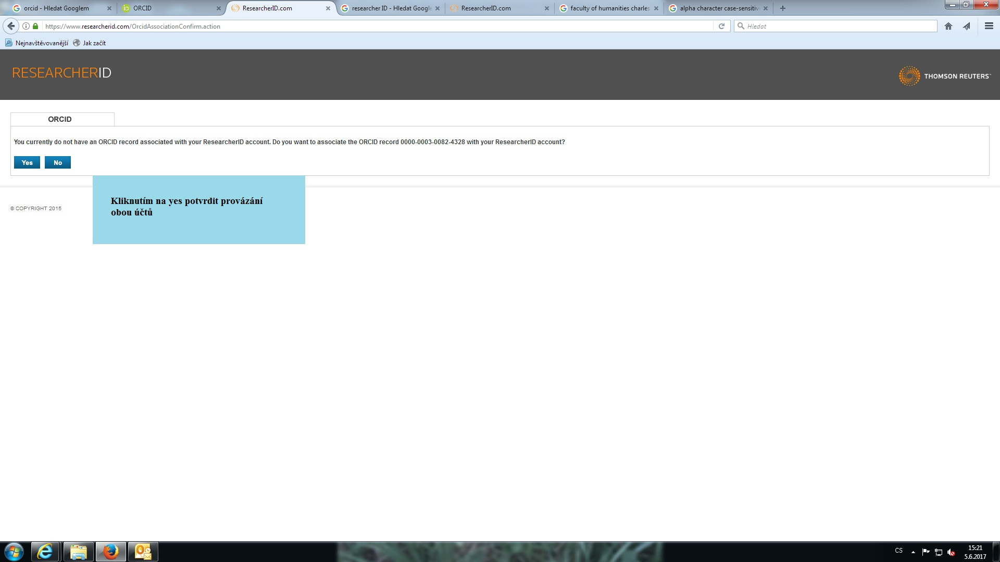 orcid - Hledat Googlem
ORCID
ResearcherID.com
researcher ID - Hledat Googl
ResearcherID.com
faculty of humanities charles
alpha character case-sensitiv
https://www.researcherid.com/OrcidAssociationConfirm.action
Hledat
Nejnavštěvovanější
Jak začít
RESEARCHERID
THOMSON REUTERS
ORCID
You currently do not have an ORCID record associated with your ResearcherID account. Do you want to associate the ORCID record 0000-0003-0082-4328 with your ResearcherID account?
Yes
No
Kliknutím na yes potvrdit provázání
obou účtů
© COPYRIGHT 2015
CS
15:21
5.6.2017